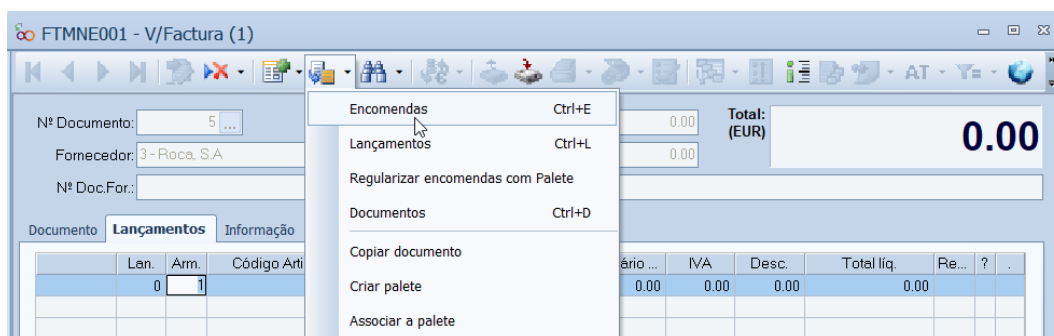 FTMNE001 - V/Factura (1)
AT
Nº Documento: 5 ... 0.00 Total: (EUR) 0.00
Fornecedor: 3 - Roca, S.A 0.00
Nº Doc.For.:
Encomendas Ctrl+E
Lançamentos Ctrl+L
Regularizar encomendas com Palete
Documentos Ctrl+D
Copiar documento
Criar palete
Associar a palete
Documento Lançamentos Informação
Lan. Arm. Código Arti ário ... IVA Desc. Total líq. Re... ? .
0 1 0.00 0.00 0.00 0.00